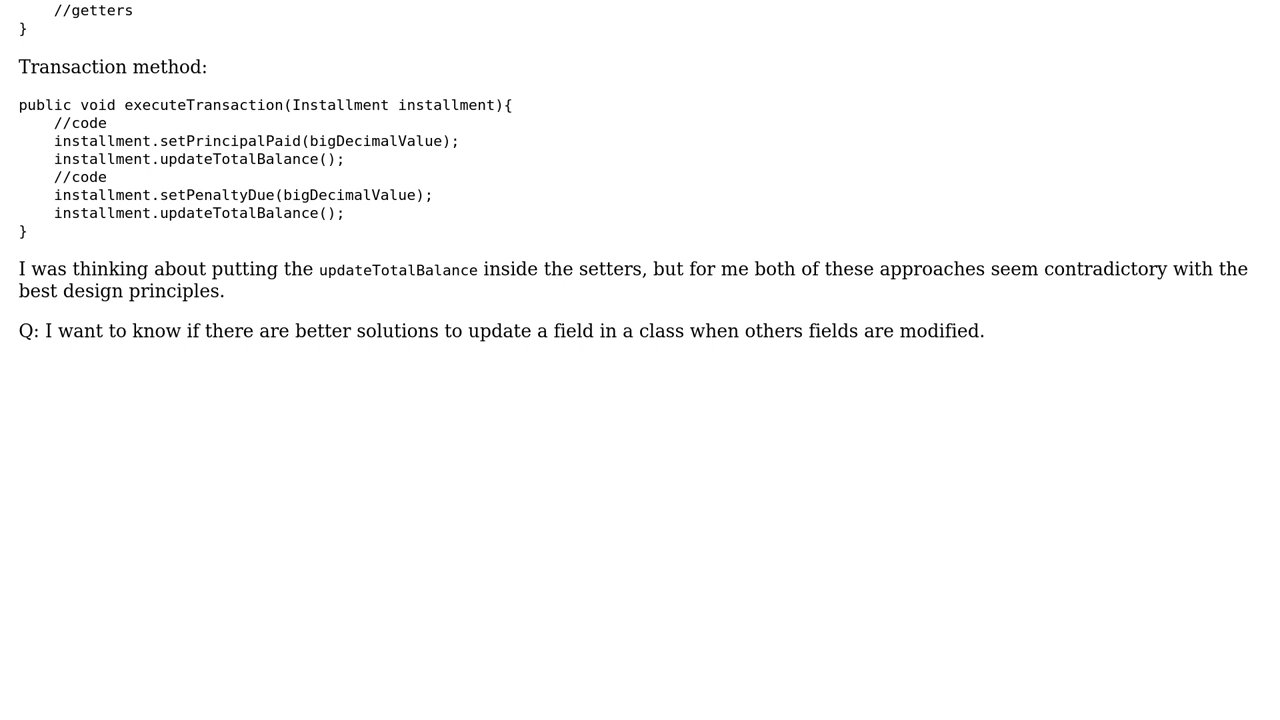 //getters
}
Transaction method:
public void executeTransaction(Installment installment){
    //code
    installment.setPrincipalPaid(bigDecimalValue);
    installment.updateTotalBalance();
    //code
    installment.setPenaltyDue(bigDecimalValue);
    installment.updateTotalBalance();
}
I was thinking about putting the updateTotalBalance inside the setters, but for me both of these approaches seem contradictory with the
best design principles.
Q: I want to know if there are better solutions to update a field in a class when others fields are modified.